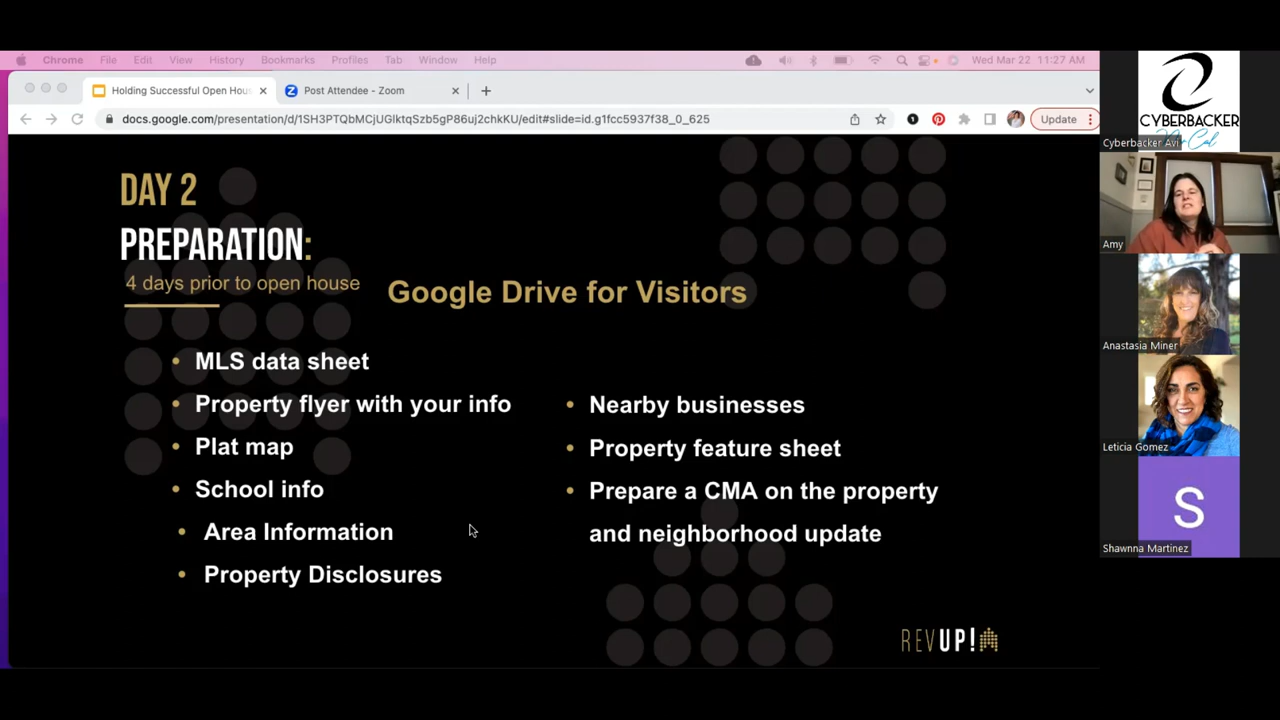 Chrome File Edit View History Bookmarks Profiles Tab Window Help Wed Mar 22 11:27 AM
Holding Successful Open Hou
Post Attendee - Zoom
docs.google.com/presentation/d/1SH3PTQbMCjUGlktqSzb5gP86uj2chkKU/edit#slide=id.g1fcc5937f38_0_625
Update
DAY 2
PREPARATION:
4 days prior to open house
Google Drive for Visitors
• MLS data sheet
• Property flyer with your info
• Plat map
• School info
• Area Information
• Property Disclosures
• Nearby businesses
• Property feature sheet
• Prepare a CMA on the property
and neighborhood update
REVUP!
CYBERBACKER
NorCal
Cyberbacker Avi
Amy
Anastasia Miner
Leticia Gomez
S
Shawnna Martinez